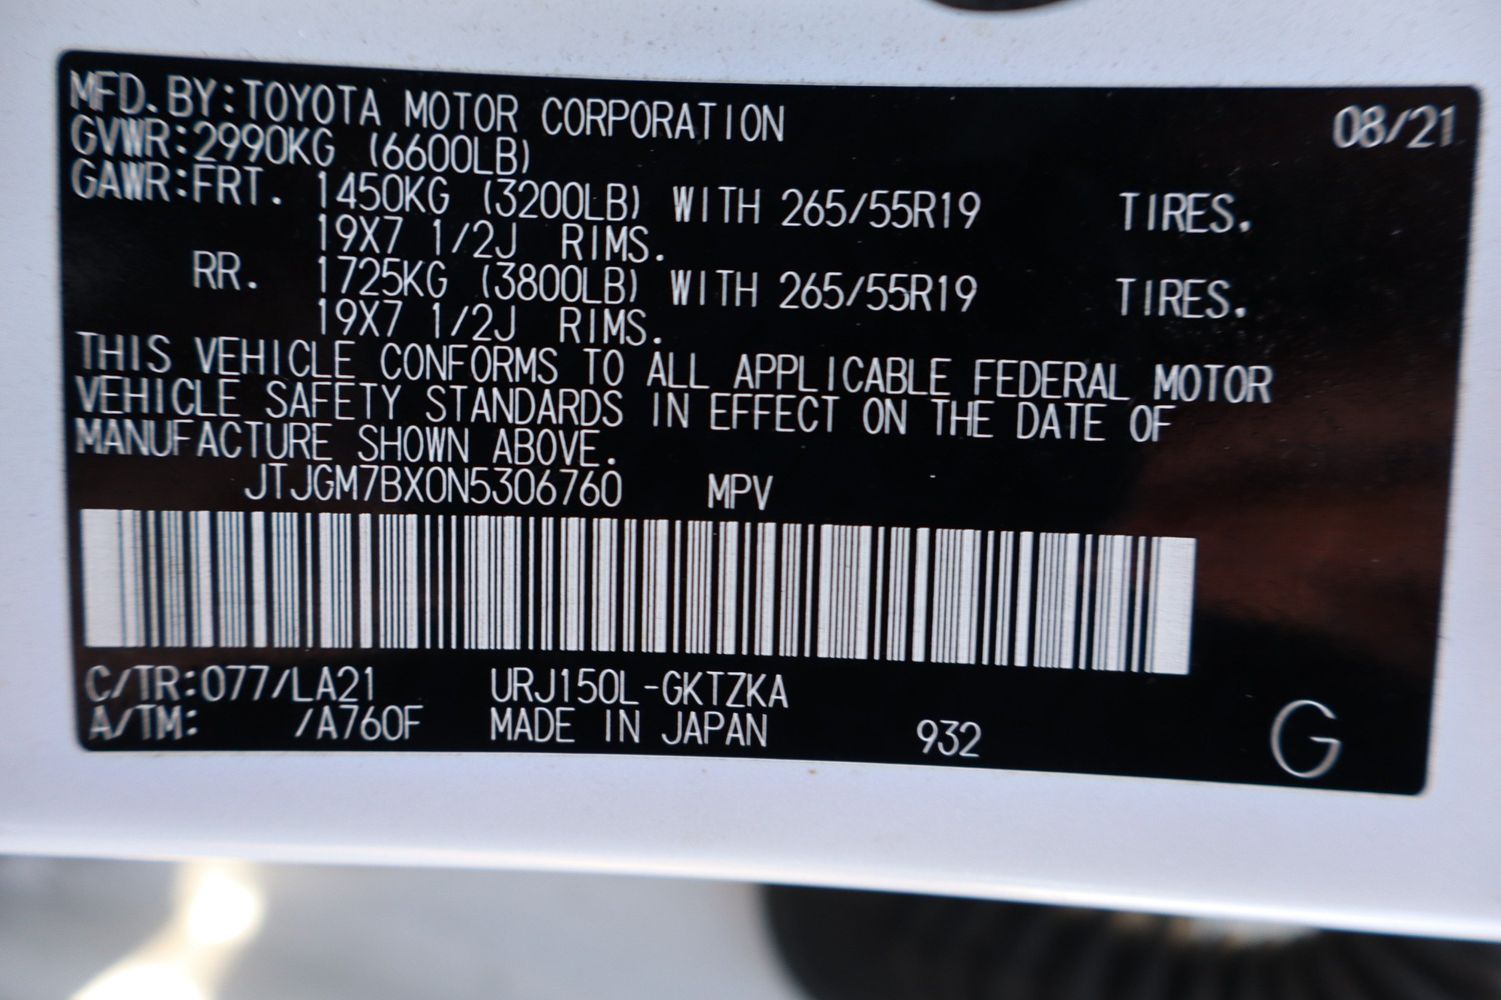 MFD. BY:TOYOTA MOTOR CORPORATION 08/21
GVWR:2990KG (6600LB)
GAWR:FRT. 1450KG (3200LB) WITH 265/55R19 TIRES.
19X7 1/2J RIMS.
RR. 1725KG (3800LB) WITH 265/55R19 TIRES.
19X7 1/2J RIMS.
THIS VEHICLE CONFORMS TO ALL APPLICABLE FEDERAL MOTOR
VEHICLE SAFETY STANDARDS IN EFFECT ON THE DATE OF
MANUFACTURE SHOWN ABOVE.
JTJGM7BX0N5306760 MPV
C/TR:077/LA21 URJ150L-GKTZKA
A/TM: /A760F MADE IN JAPAN 932 G